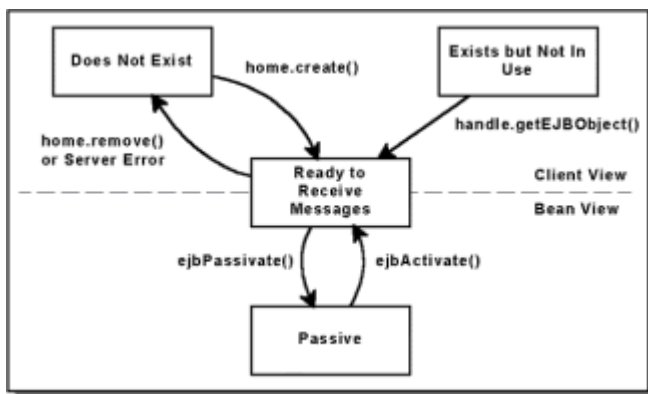 Does Not Exist
home.create()
Exists but Not In
Use
home.remove()
or Server Error
handle.getEJBObject()
Ready to
Receive
Messages
Client View
Bean View
ejbPassivate()
ejbActivate()
Passive